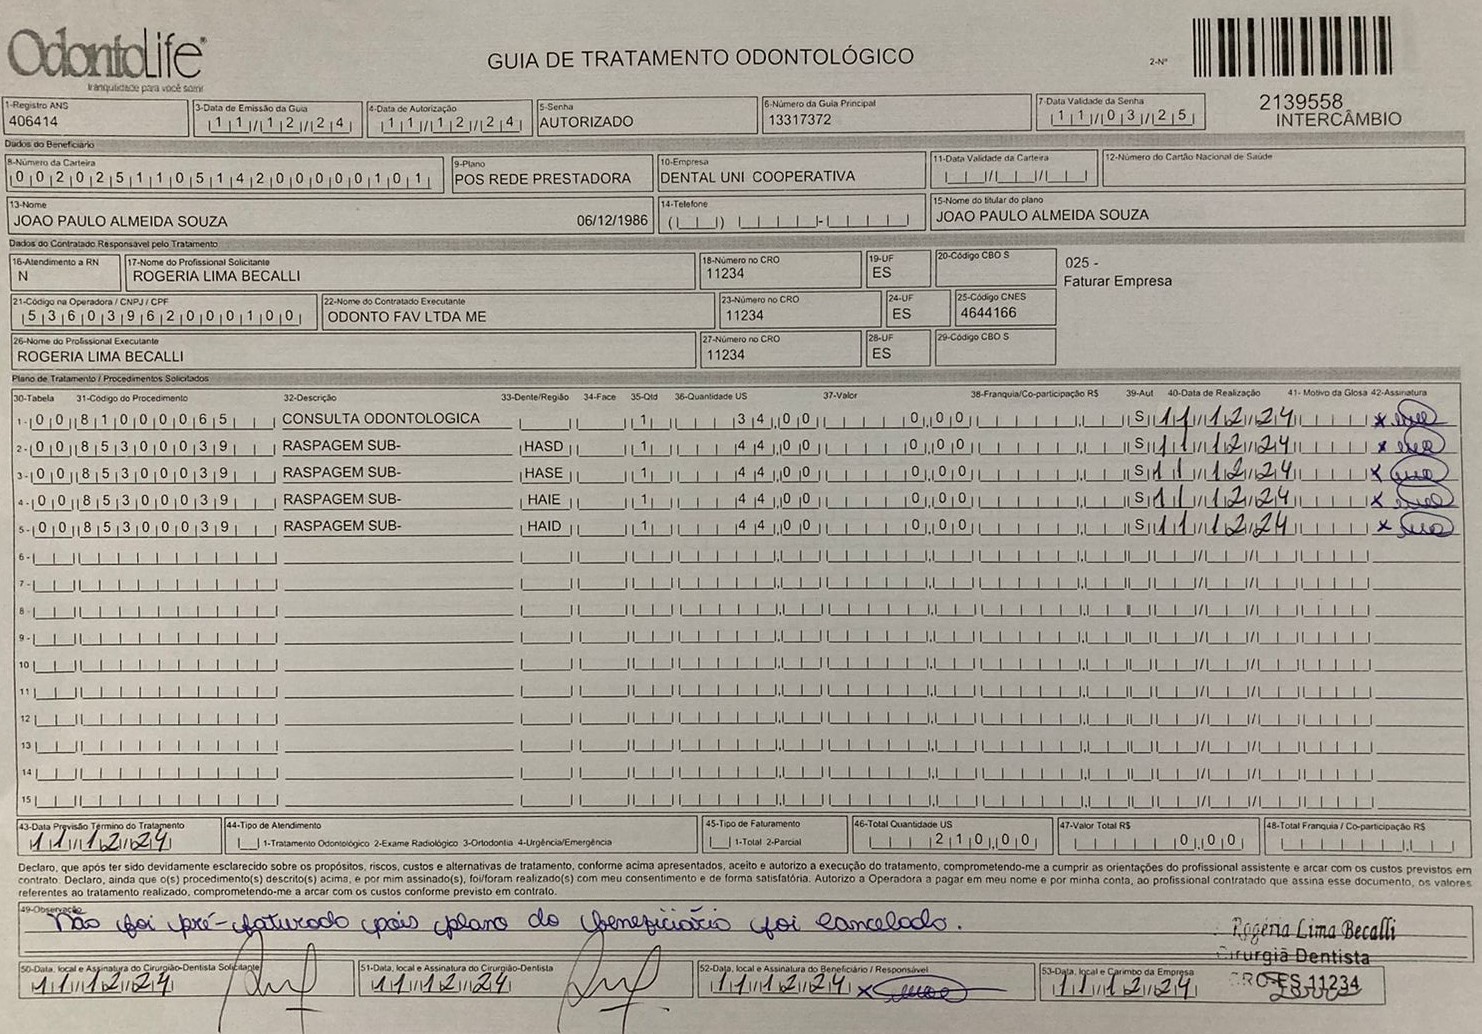 OdontoLife
tranquilidade para você sorrir
GUIA DE TRATAMENTO ODONTOLÓGICO
2-Nº
2139558
INTERCÂMBIO
1-Registro ANS
406414
3-Data de Emissão da Guia
11/12/24
4-Data de Autorização
11/12/24
5-Senha
AUTORIZADO
6-Número da Guia Principal
13317372
7-Data Validade da Senha
11/03/25
Dados do Beneficiário
8-Número da Carteira
002025110514200000101
9-Plano
POS REDE PRESTADORA
10-Empresa
DENTAL UNI COOPERATIVA
11-Data Validade da Carteira
12-Número do Cartão Nacional de Saúde
13-Nome
JOAO PAULO ALMEIDA SOUZA 06/12/1986
14-Telefone
15-Nome do titular do plano
JOAO PAULO ALMEIDA SOUZA
Dados do Contratado Responsável pelo Tratamento
16-Atendimento a RN
N
17-Nome do Profissional Solicitante
ROGERIA LIMA BECALLI
18-Número no CRO
11234
19-UF
ES
20-Código CBO S
025 -
Faturar Empresa
21-Código na Operadora / CNPJ / CPF
53603962000100
22-Nome do Contratado Executante
ODONTO FAV LTDA ME
23-Número no CRO
11234
24-UF
ES
25-Código CNES
4644166
26-Nome do Profissional Executante
ROGERIA LIMA BECALLI
27-Número no CRO
11234
28-UF
ES
29-Código CBO S
Plano de Tratamento / Procedimentos Solicitados
30-Tabela 31-Código do Procedimento 32-Descrição 33-Dente/Região 34-Face 35-Qtd 36-Quantidade US 37-Valor 38-Franquia/Co-participação R$ 39-Aut 40-Data de Realização 41- Motivo da Glosa 42-Assinatura
1- 00 81000065 CONSULTA ODONTOLOGICA 1 34,00 0,00 S 11/12/24 x
2- 00 85300039 RASPAGEM SUB- HASD 1 44,00 0,00 S 11/12/24 x
3- 00 85300039 RASPAGEM SUB- HASE 1 44,00 0,00 S 11/12/24 x
4- 00 85300039 RASPAGEM SUB- HAIE 1 44,00 0,00 S 11/12/24 x
5- 00 85300039 RASPAGEM SUB- HAID 1 44,00 0,00 S 11/12/24 x
6-
7-
8-
9-
10
11
12
13
14
15
43-Data Previsão Término do Tratamento
11/12/24
44-Tipo de Atendimento
1-Tratamento Odontológico 2-Exame Radiológico 3-Ortodontia 4-Urgência/Emergência
45-Tipo de Faturamento
1-Total 2-Parcial
46-Total Quantidade US
210,00
47-Valor Total R$
0,00
48-Total Franquia / Co-participação R$
Declaro, que após ter sido devidamente esclarecido sobre os propósitos, riscos, custos e alternativas de tratamento, conforme acima apresentados, aceito e autorizo a execução do tratamento, comprometendo-me a cumprir as orientações do profissional assistente e arcar com os custos previstos em
contrato. Declaro, ainda que o(s) procedimento(s) descrito(s) acima, e por mim assinado(s), foi/foram realizado(s) com meu consentimento e de forma satisfatória. Autorizo a Operadora a pagar em meu nome e por minha conta, ao profissional contratado que assina esse documento, os valores
referentes ao tratamento realizado, comprometendo-me a arcar com os custos conforme previsto em contrato.
49-Observação
Não foi pré-faturado pois plano do beneficiário foi cancelado.
Rogéria Lima Becalli
Cirurgiã Dentista
CRO-ES 11234
50-Data, local e Assinatura do Cirurgião-Dentista Solicitante
11/12/24
51-Data, local e Assinatura do Cirurgião-Dentista
11/12/24
52-Data, local e Assinatura do Beneficiário / Responsável
11/12/24 x
53-Data, local e Carimbo da Empresa
11/12/24